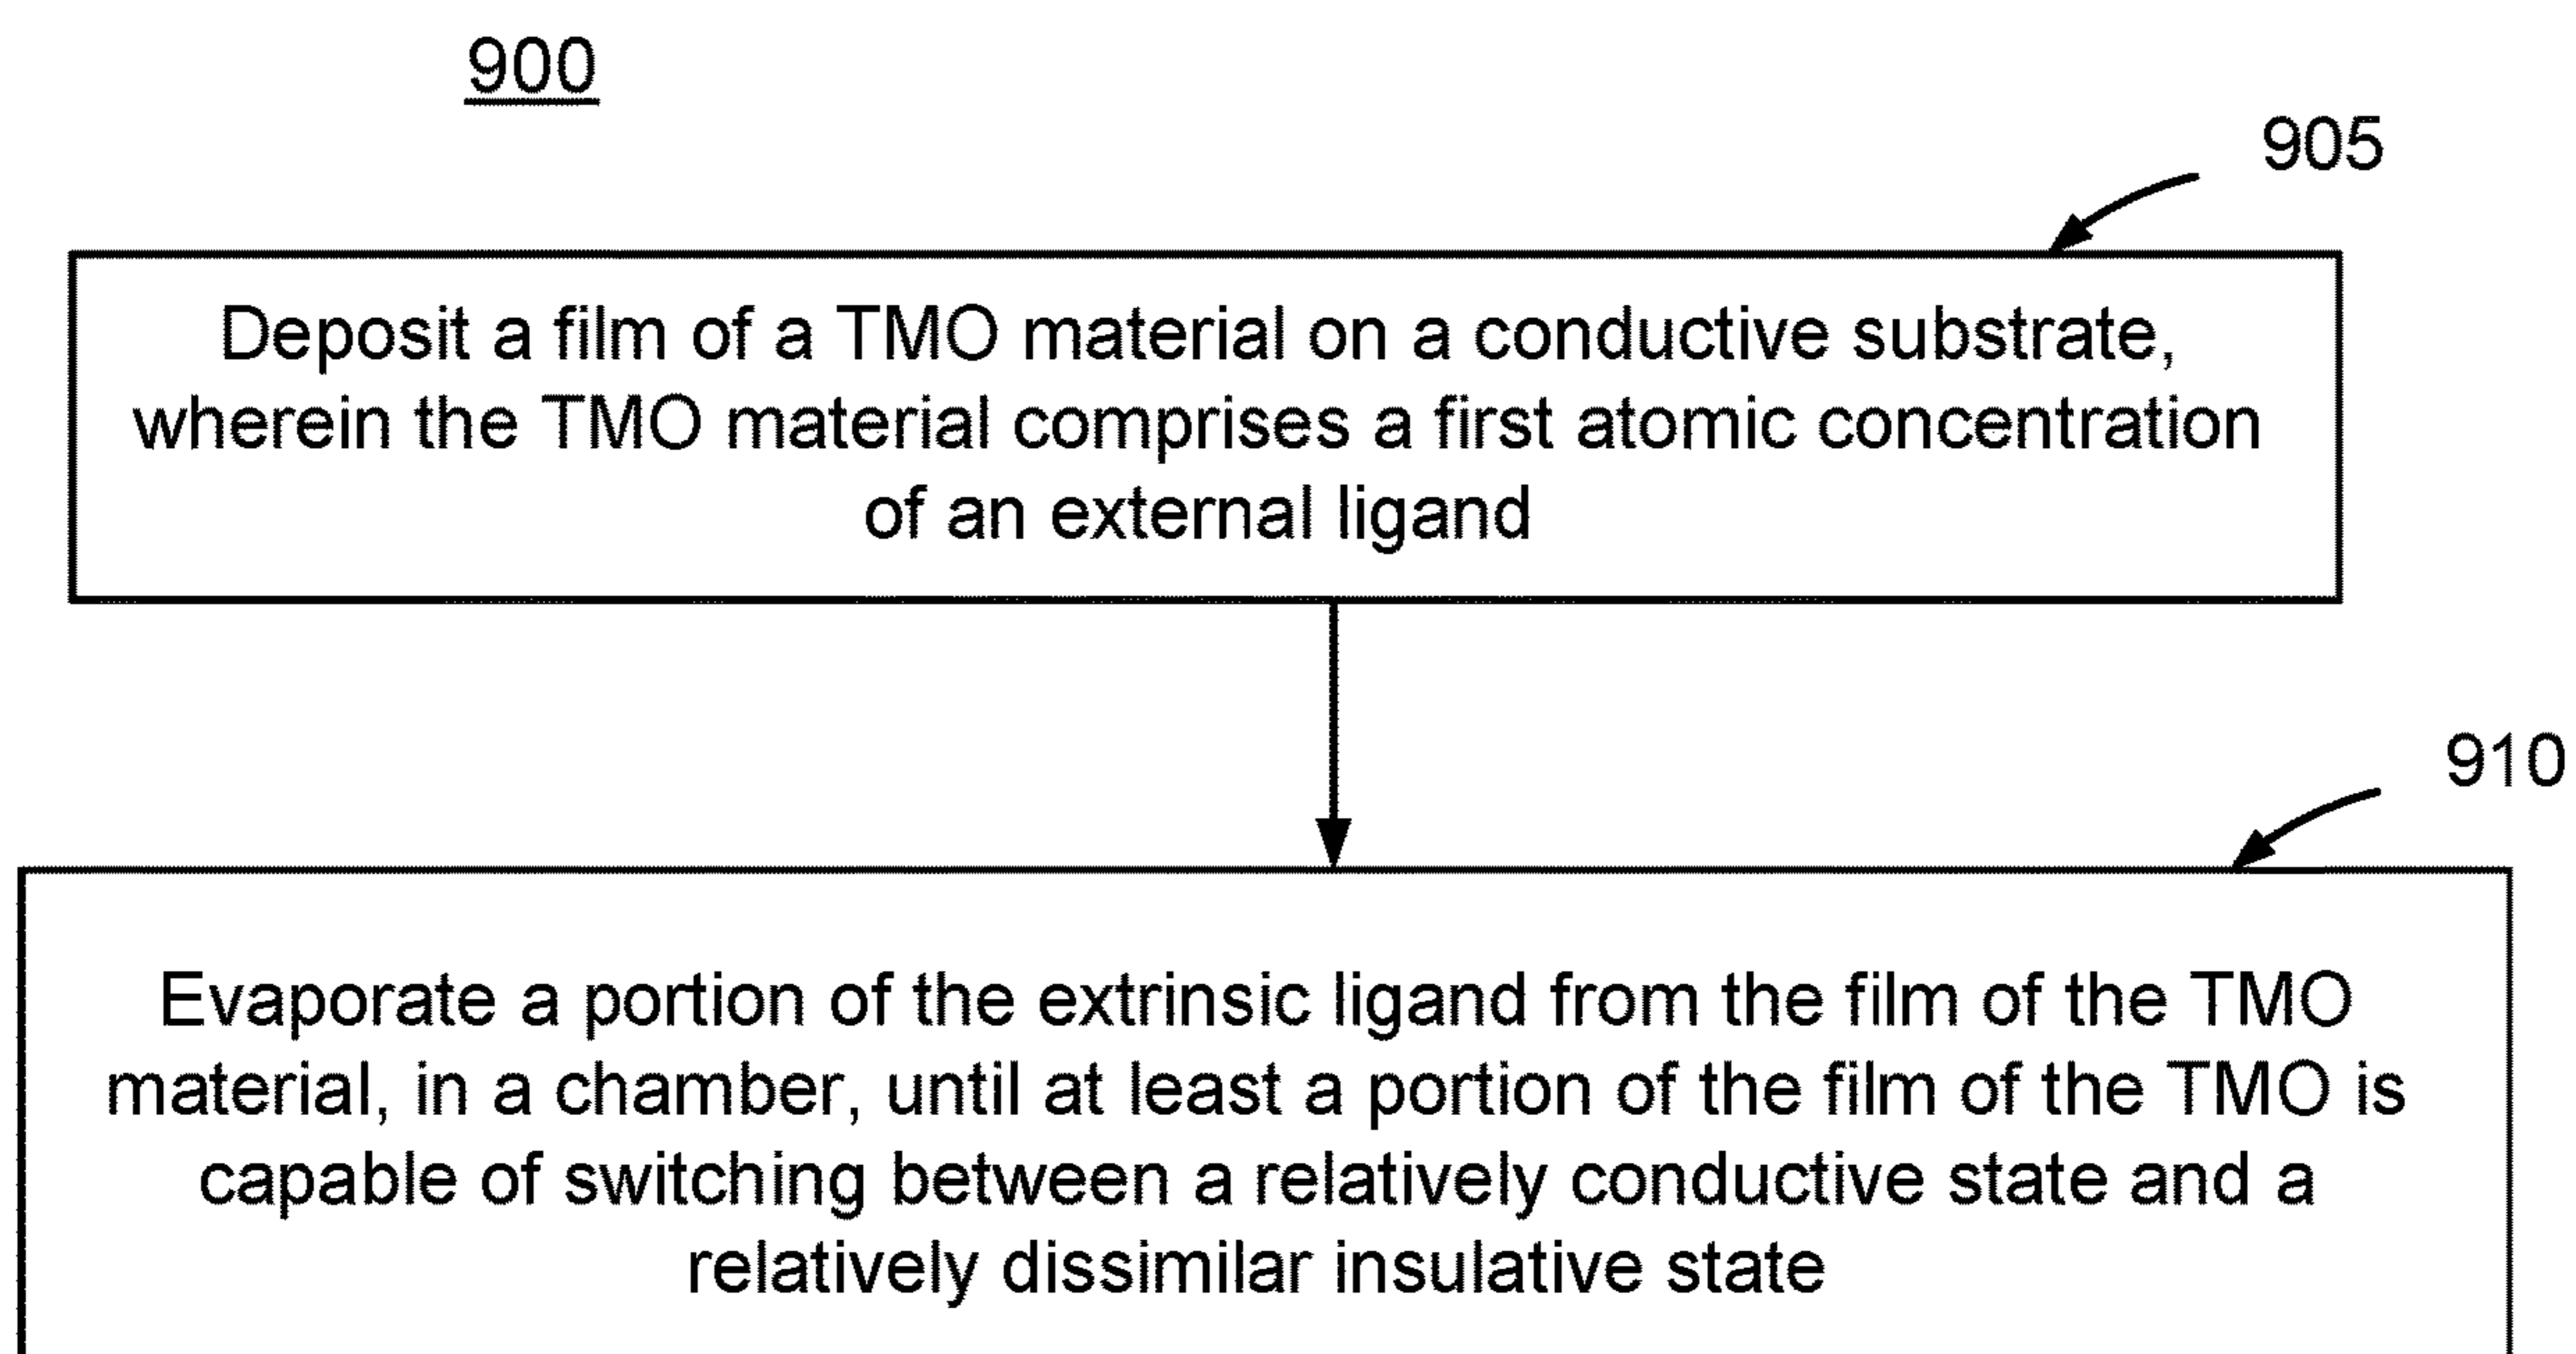 900
905
Deposit a film of a TMO material on a conductive substrate,
wherein the TMO material comprises a first atomic concentration
of an external ligand
910
Evaporate a portion of the extrinsic ligand from the film of the TMO
material, in a chamber, until at least a portion of the film of the TMO is
capable of switching between a relatively conductive state and a
relatively dissimilar insulative state